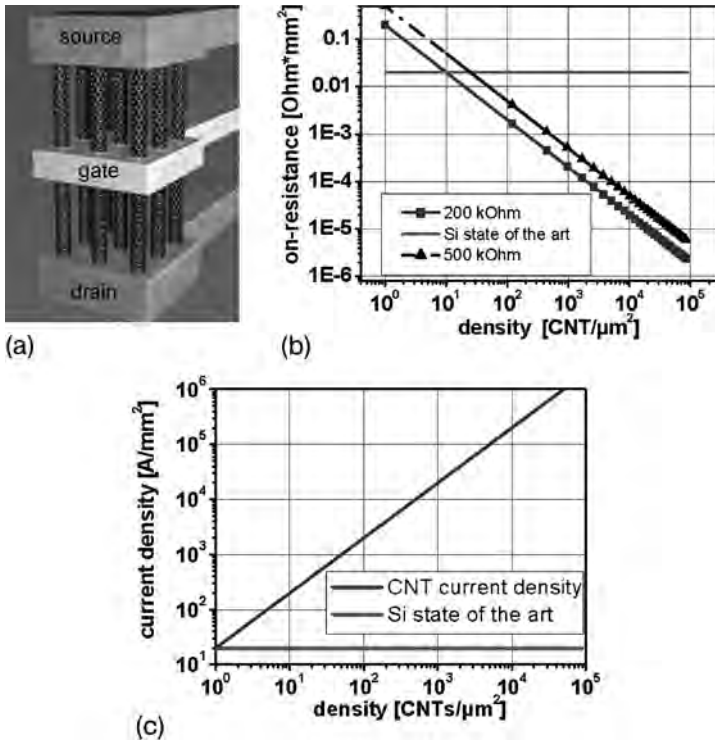 source
gate
drain
(a)
on-resistance [Ohm*mm²]
0.1
0.01
1E-3
1E-4
1E-5
1E-6
200 kOhm
Si state of the art
500 kOhm
10⁰ 10¹ 10² 10³ 10⁴ 10⁵
density [CNT/µm²]
(b)
current density [A/mm²]
10⁶
10⁵
10⁴
10³
10²
10¹
CNT current density
Si state of the art
10⁰ 10¹ 10² 10³ 10⁴ 10⁵
density [CNTs/µm²]
(c)